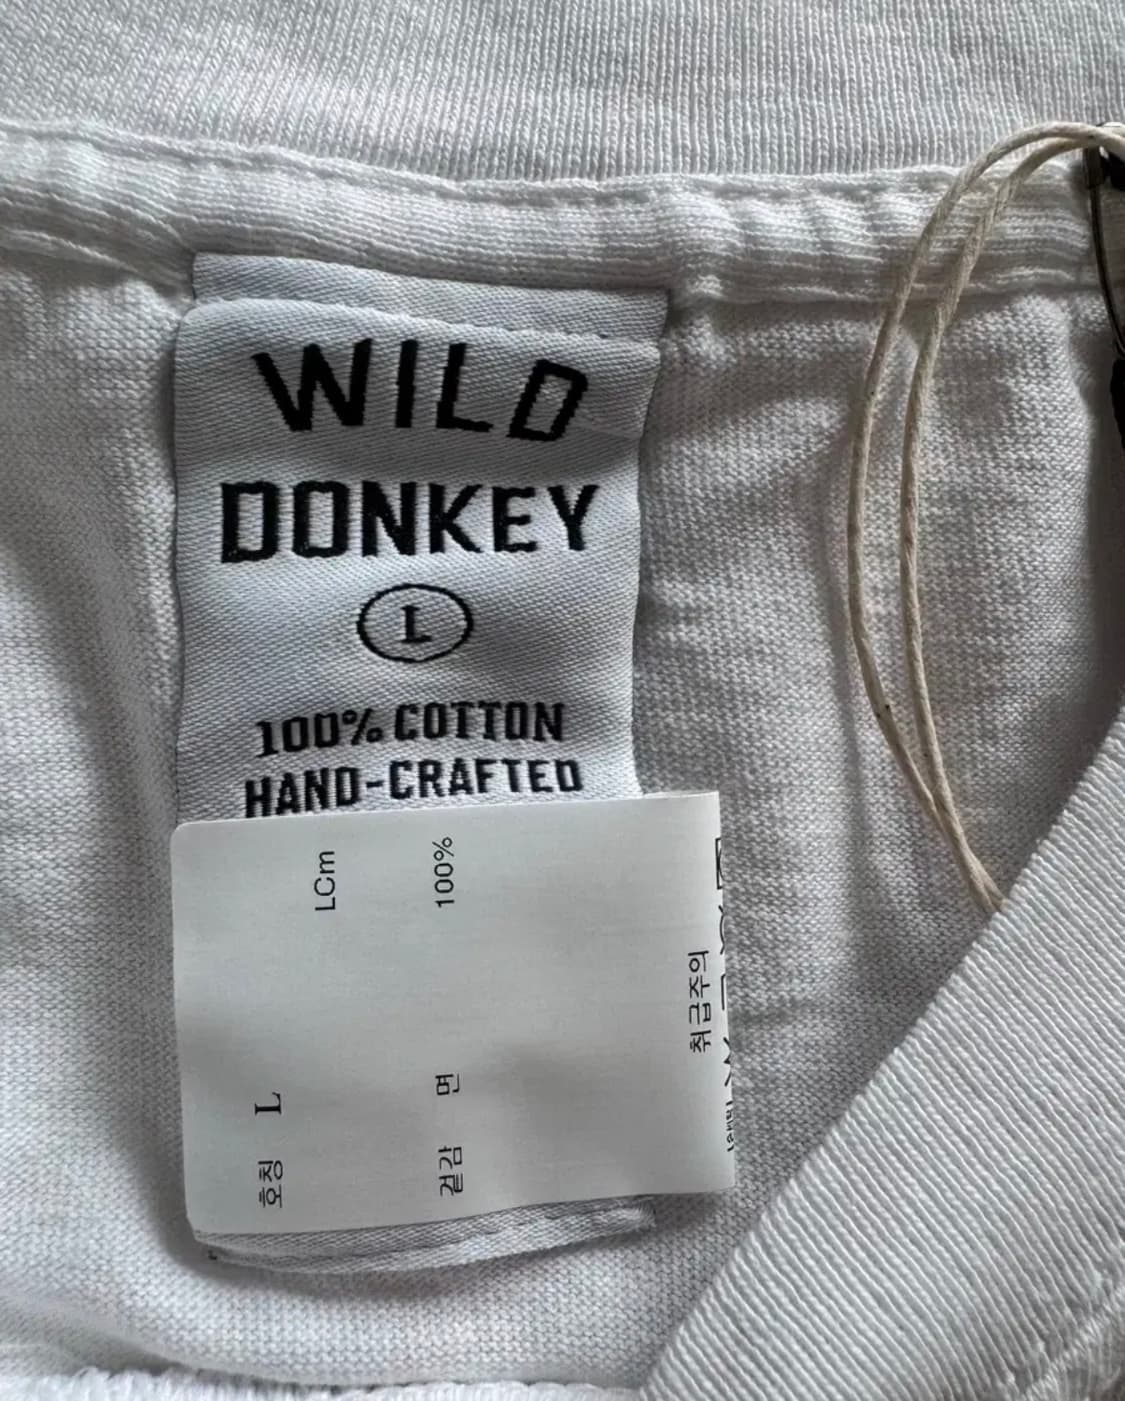 WILD
DONKEY
L
100% COTTON
HAND-CRAFTED
호칭 L LCm
겉감 면 100%
취급주의